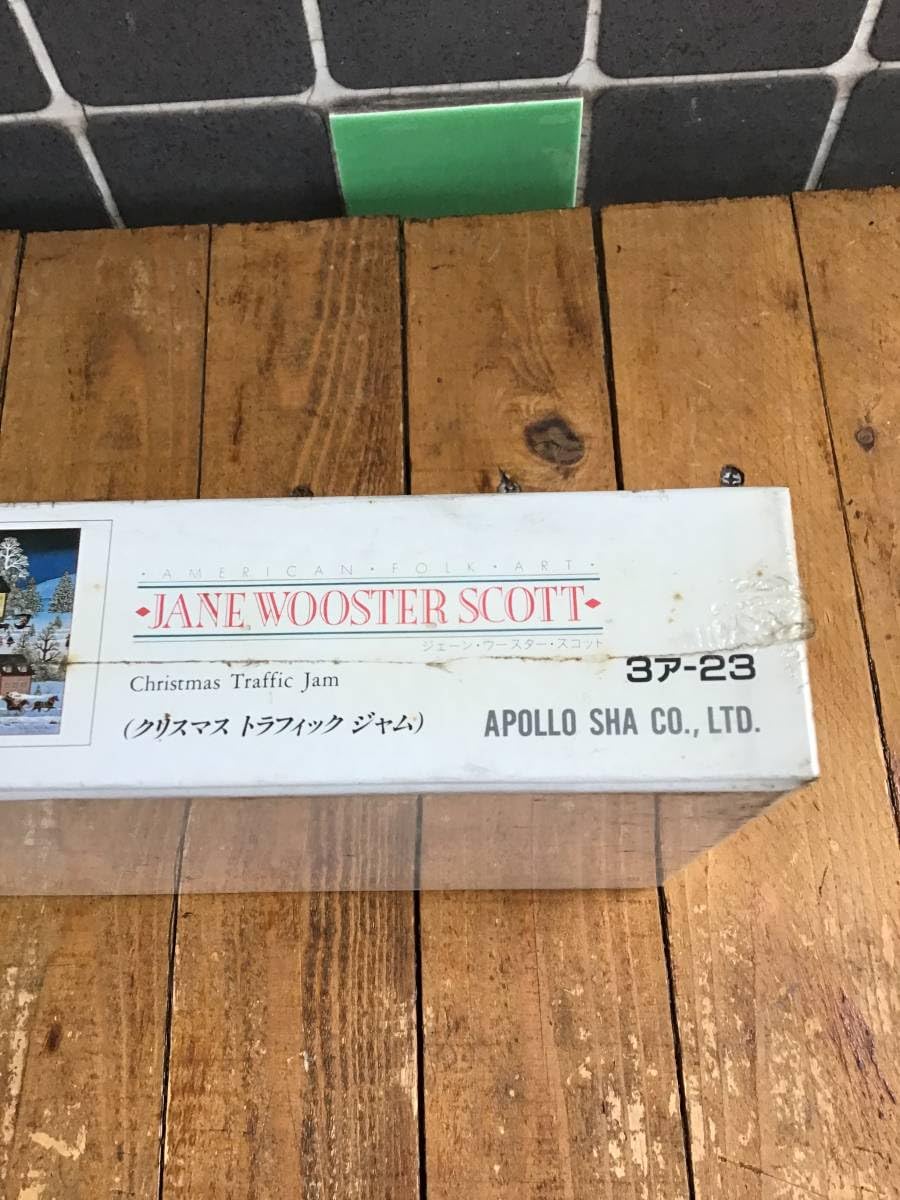 ・AMERICAN・FOLK・ART・
◆JANE WOOSTER SCOTT◆
ジェーン・ワースター・スコット
Christmas Traffic Jam
3ア-23
(クリスマス トラフィック ジャム)
APOLLO SHA CO., LTD.